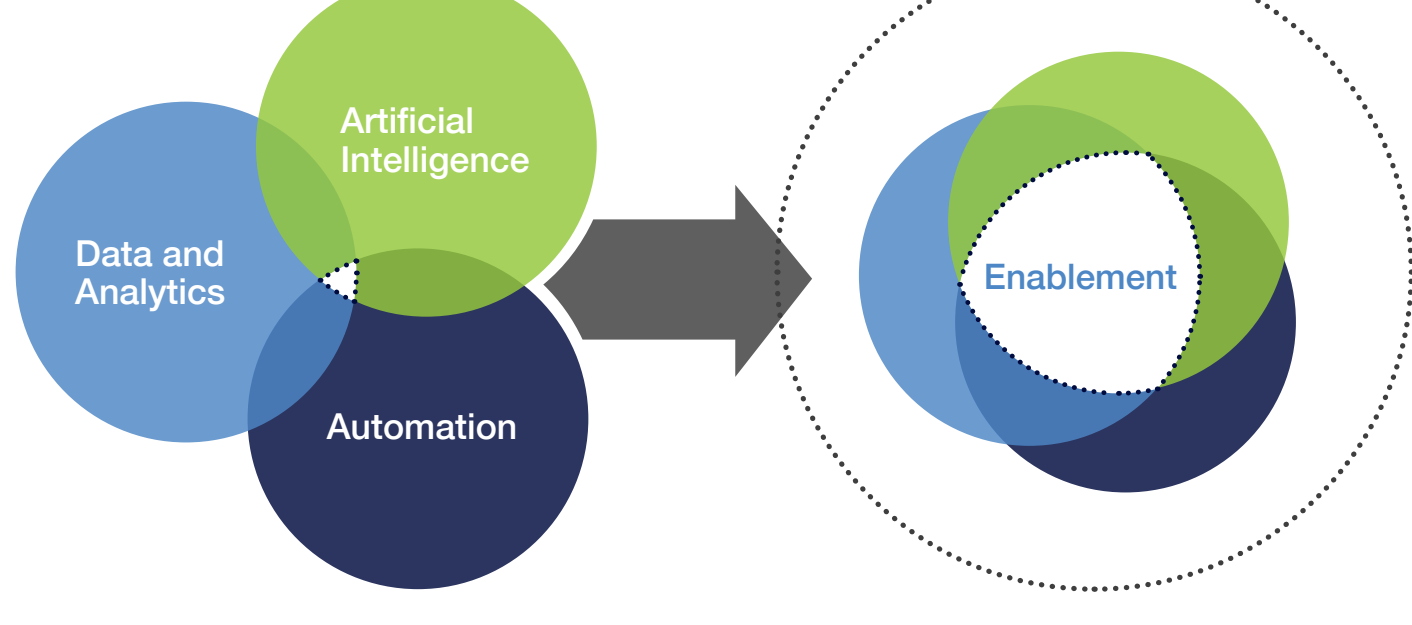 Artificial
Intelligence
Data and
Analytics
Automation
Enablement